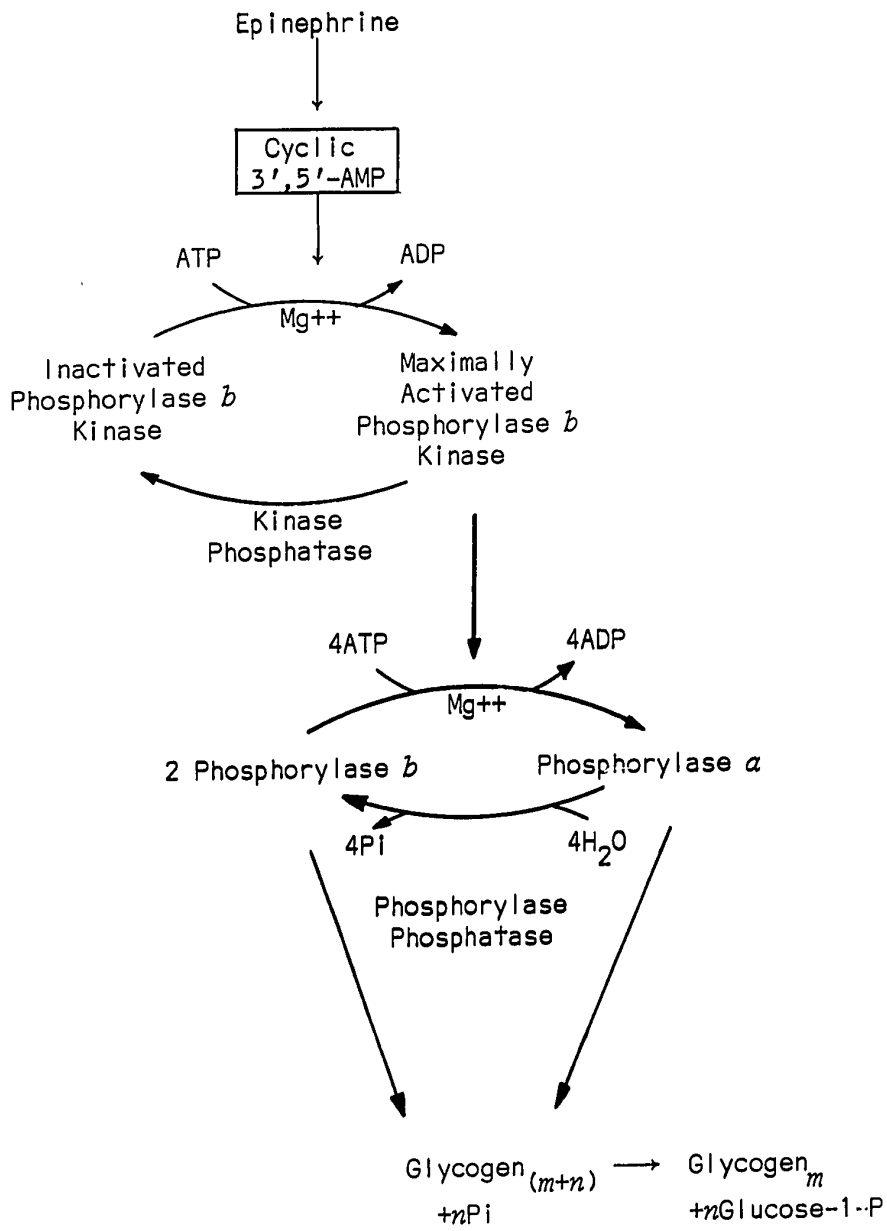 Epinephrine
Cyclic
3',5'-AMP
ATP
ADP
Mg++
Inactivated
Phosphorylase b
Kinase
Maximally
Activated
Phosphorylase b
Kinase
Kinase
Phosphatase
4ATP
4ADP
Mg++
2 Phosphorylase b
Phosphorylase a
4Pi
4H₂O
Phosphorylase
Phosphatase
Glycogen(m+n) → Glycogenm
+nPi +nGlucose-1-P